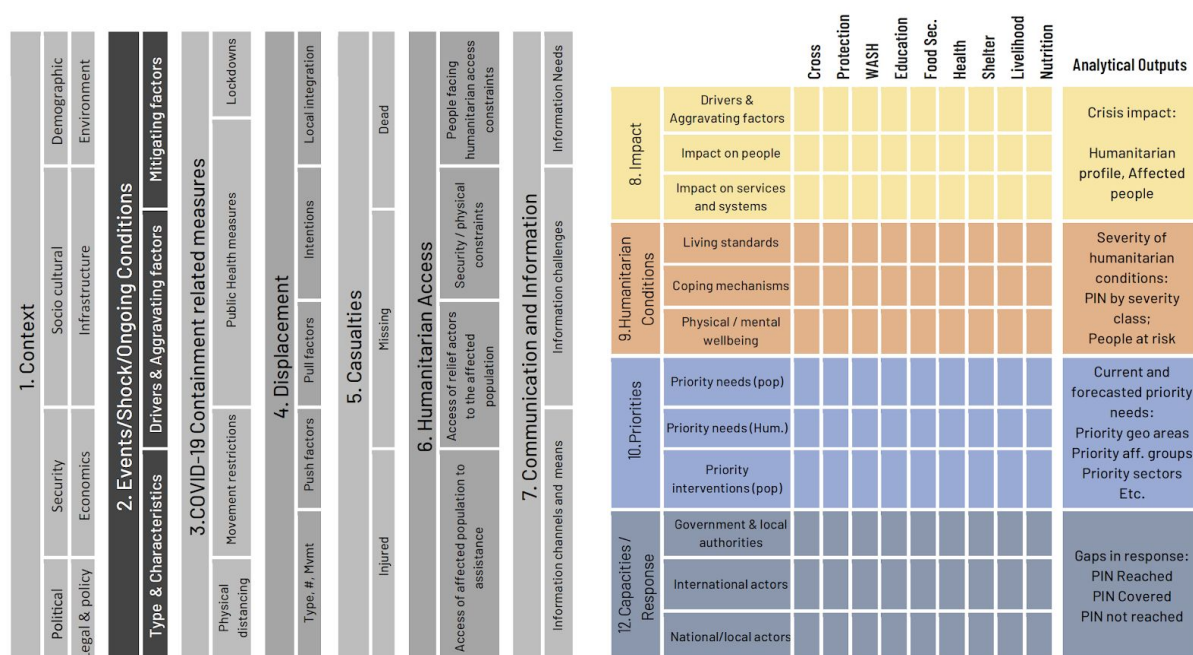 1. Context
Political
Security
Socio cultural
Demographic
Legal & policy
Economics
Infrastructure
Environment
2. Events/Shock/Ongoing Conditions
Type & Characteristics
Drivers & Aggravating factors
Mitigating factors
3.COVID-19 Containment related measures
Physical
distancing
Movement restrictions
Public Health measures
Lockdowns
4. Displacement
Type, #, Mvmt
Push factors
Pull factors
Intentions
Local integration
5. Casualties
Injured
Missing
Dead
6. Humanitarian Access
Access of affected population to
assistance
Access of relief actors
to the affected
population
Security / physical
constraints
People facing
humanitarian access
constraints
7. Communication and Information
Information channels and means
Information challenges
Information Needs
Cross
Protection
WASH
Education
Food Sec.
Health
Shelter
Livelihood
Nutrition
Analytical Outputs
8. Impact
Drivers &
Aggravating factors
Impact on people
Impact on services
and systems
Crisis impact:
Humanitarian
profile, Affected
people
9.Humanitarian
Conditions
Living standards
Coping mechanisms
Physical / mental
wellbeing
Severity of
humanitarian
conditions:
PIN by severity
class;
People at risk
10.Priorities
Priority needs (pop)
Priority needs (Hum.)
Priority
interventions (pop)
Current and
forecasted priority
needs:
Priority geo areas
Priority aff. groups
Priority sectors
Etc.
12.Capacities /
Response
Government & local
authorities
International actors
National/local actors
Gaps in response:
PIN Reached
PIN Covered
PIN not reached